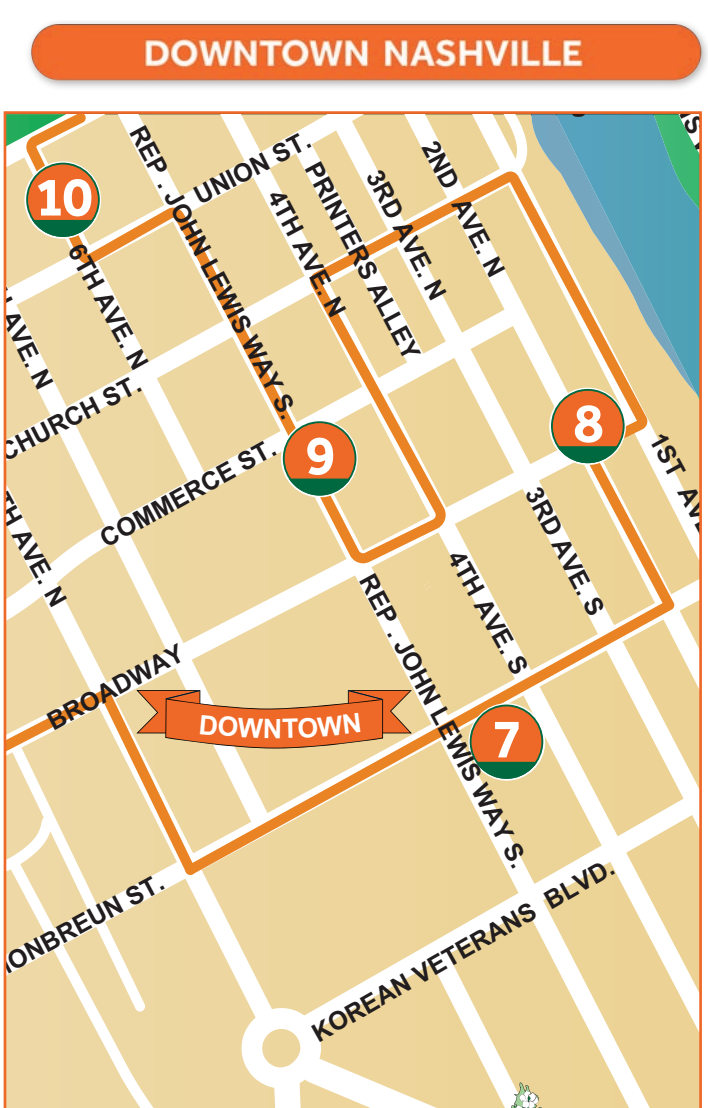 DOWNTOWN NASHVILLE
10
REP . JOHN LEWIS WAY S.
UNION ST.
4TH AVE. N
PRINTERS ALLEY
3RD AVE. N
2ND AVE. N
6TH AVE. N
AVE. N
CHURCH ST.
COMMERCE ST.
9
8
1ST
TH AVE. N
3RD AVE. S
4TH AVE. S
REP . JOHN LEWIS WAY S.
BROADWAY
DOWNTOWN
7
ONBREUN ST.
KOREAN VETERANS BLVD.